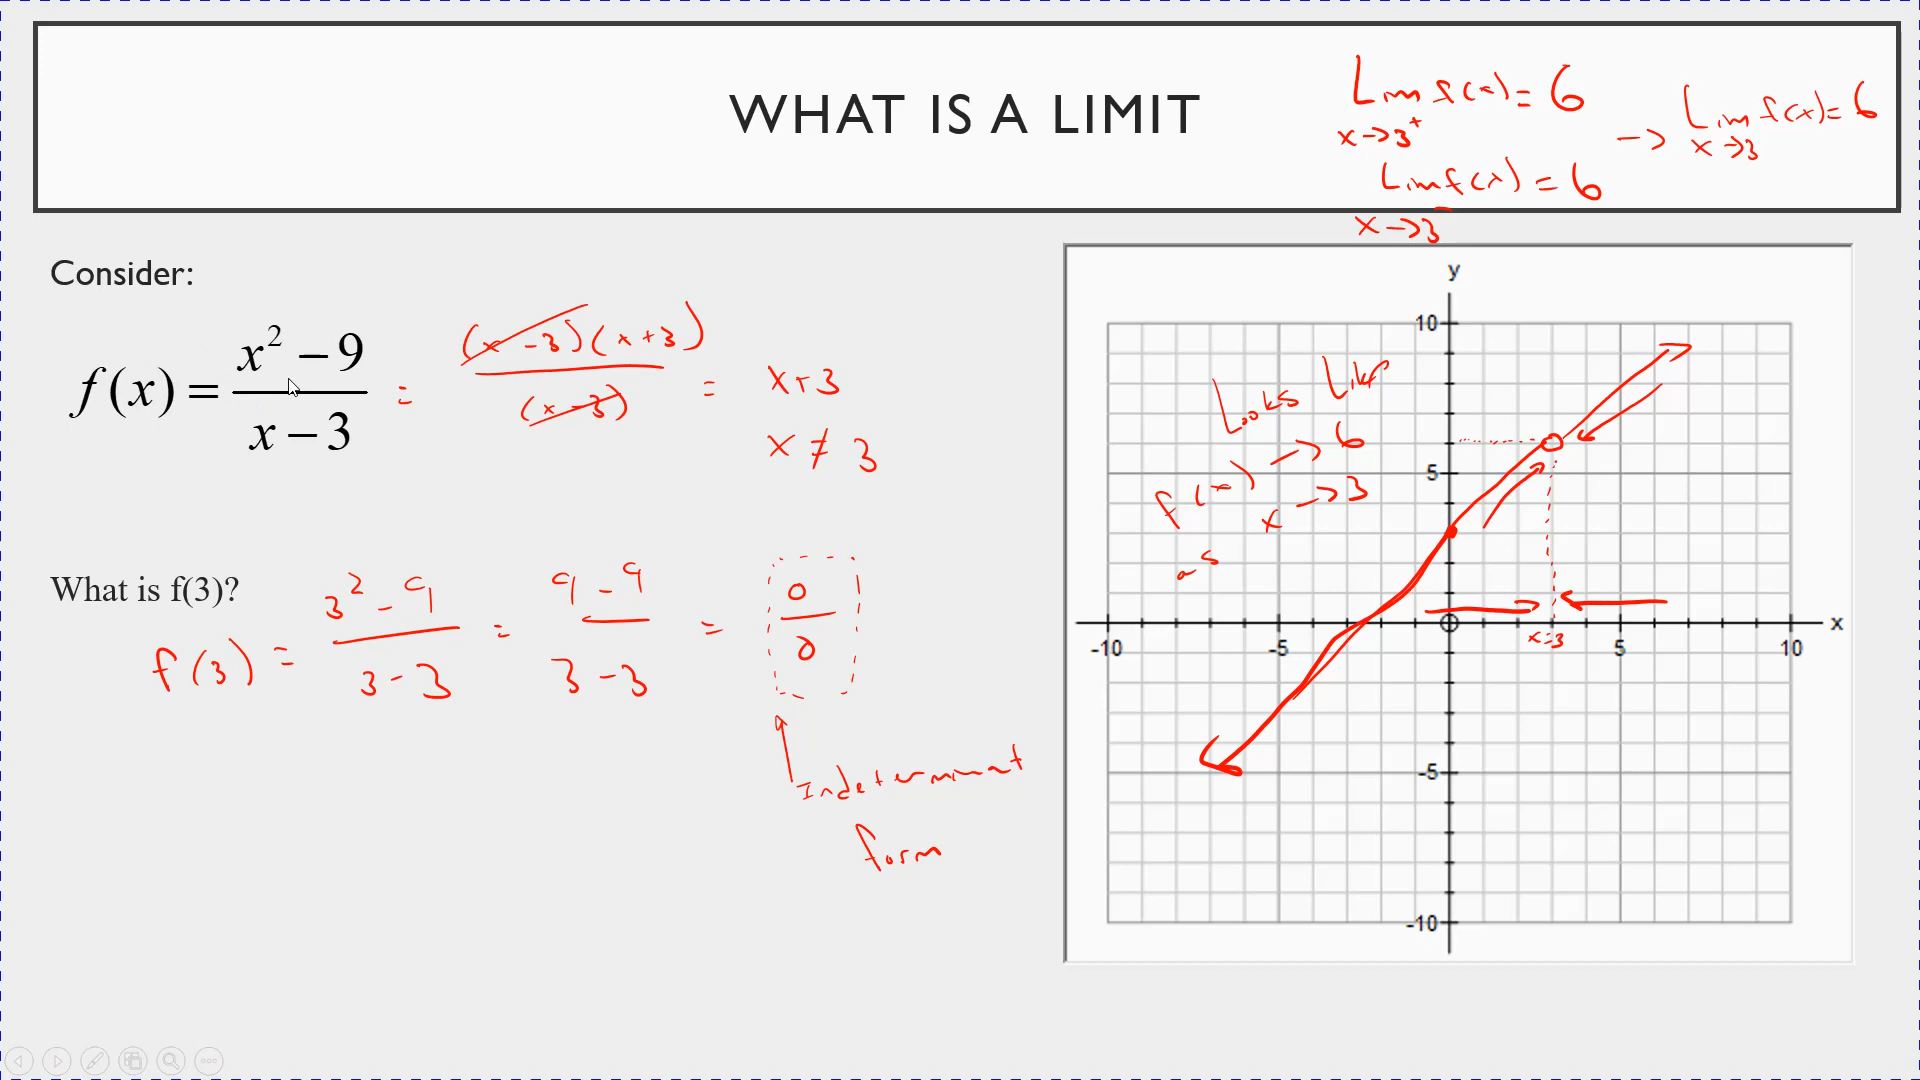 WHAT IS A LIMIT
Lim f(x) = 6
x→3⁺
Lim f(x) = 6
x→3⁻
→ Lim f(x) = 6
x→3
Consider:
f(x) = (x² − 9)/(x − 3) = (x − 3)(x + 3)/(x − 3) = x + 3
x ≠ 3
What is f(3)?
f(3) = (3² − 9)/(3 − 3) = (9 − 9)/(3 − 3) = 0/0
Indeterminat
form
y
10
5
-5
-10
-10
-5
5
10
x
Looks Like
f(x) → 6
as x → 3
x=3